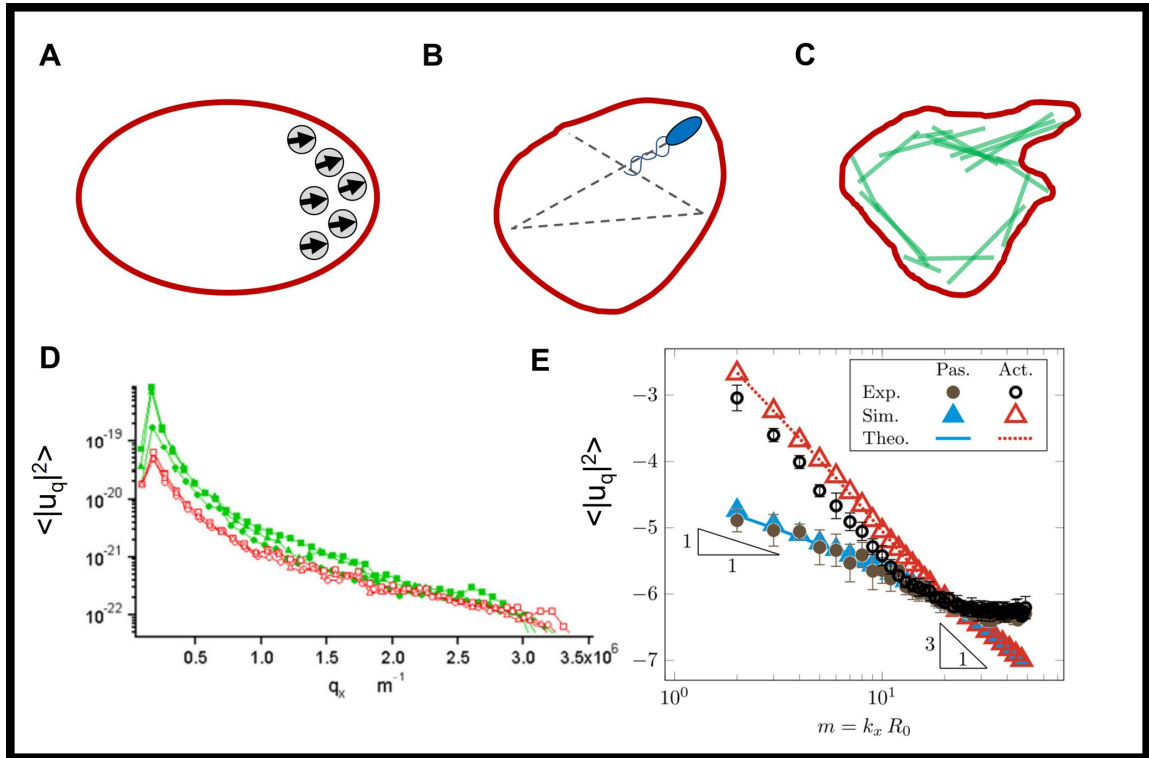 A
B
C
D
<|u_q|²>
10⁻¹⁹
10⁻²⁰
10⁻²¹
10⁻²²
0.5 1.0 1.5 2.0 2.5 3.0 3.5x10⁶
qₓ m⁻¹
E
<|u_q|²>
−3
−4
−5
−6
−7
Pas. Act.
Exp.
Sim.
Theo.
1
1
3
1
10⁰ 10¹
m = kₓ R₀